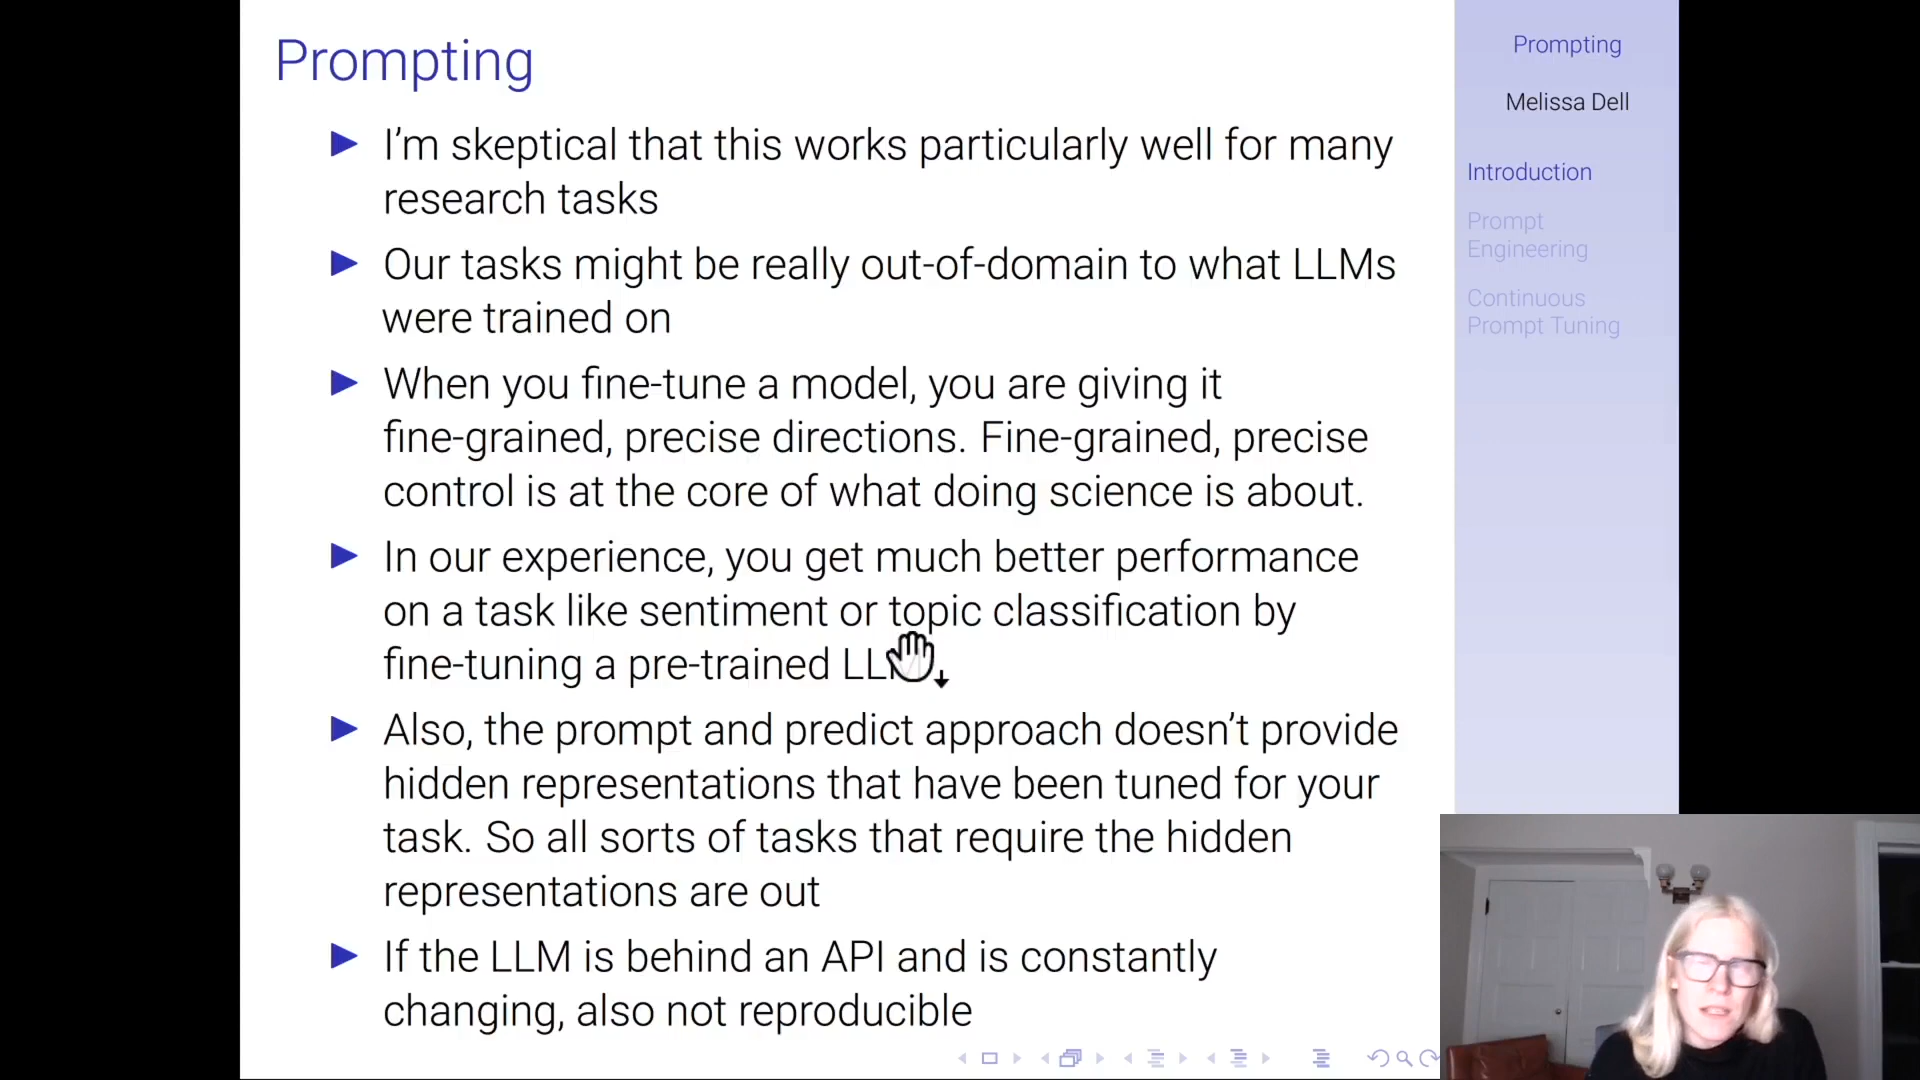 Prompting
I'm skeptical that this works particularly well for many
research tasks
Our tasks might be really out-of-domain to what LLMs
were trained on
When you fine-tune a model, you are giving it
fine-grained, precise directions. Fine-grained, precise
control is at the core of what doing science is about.
In our experience, you get much better performance
on a task like sentiment or topic classification by
fine-tuning a pre-trained
Also, the prompt and predict approach doesn't provide
hidden representations that have been tuned for your
task. So all sorts of tasks that require the hidden
representations are out
If the LLM is behind an API and is constantly
changing, also not reproducible
Prompting
Melissa Dell
Introduction
Prompt
Engineering
Continuous
Prompt Tuning